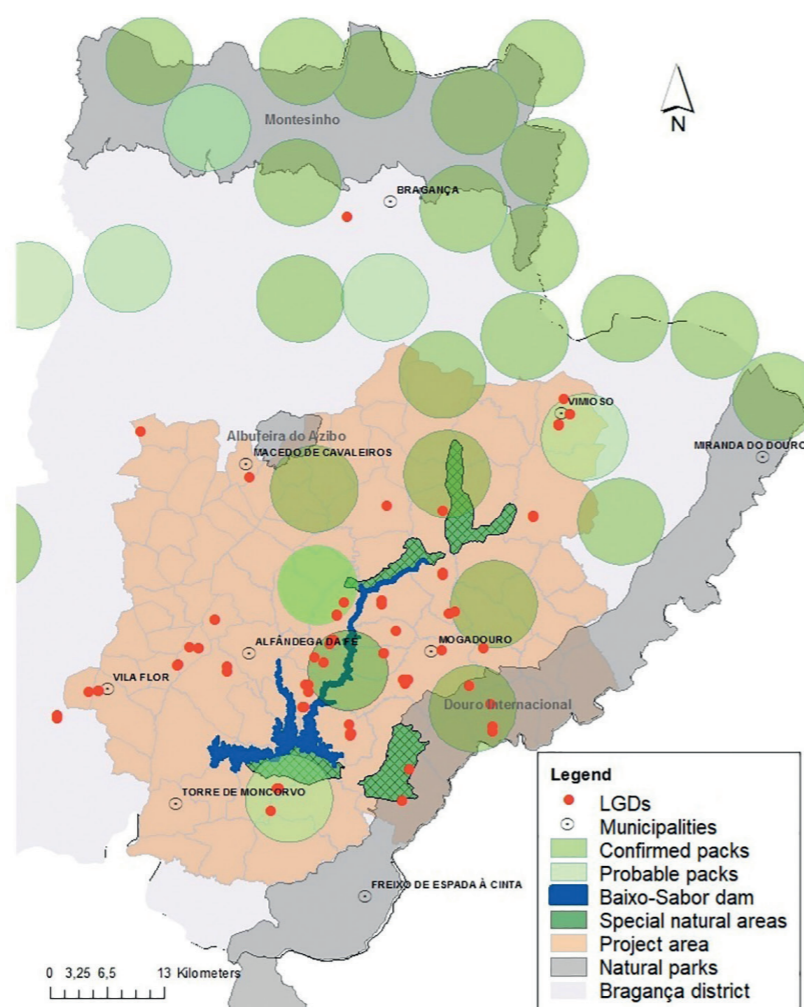 Montesinho
N
BRAGANÇA
VIMIOSO
Albufeira do Azibo
MACEDO DE CAVALEIROS
MIRANDA DO DOURO
ALFÂNDEGA DA FÉ
MOGADOURO
VILA FLOR
Douro Internacional
TORRE DE MONCORVO
FREIXO DE ESPADA À CINTA
Legend
LGDs
Municipalities
Confirmed packs
Probable packs
Baixo-Sabor dam
Special natural areas
Project area
Natural parks
Bragança district
0 3,25 6,5 13 Kilometers